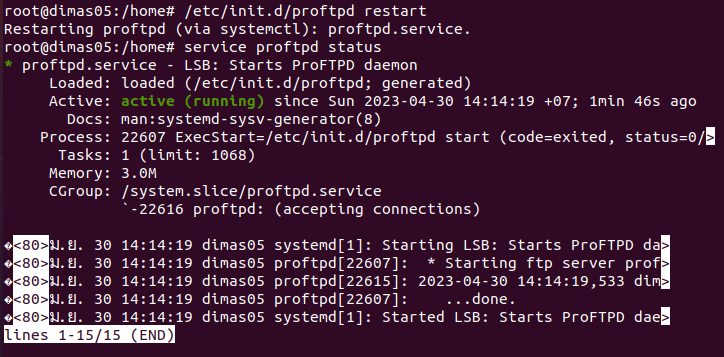 root@dimas05:/home# /etc/init.d/proftpd restart
Restarting proftpd (via systemctl): proftpd.service.
root@dimas05:/home# service proftpd status
* proftpd.service - LSB: Starts ProFTPD daemon
     Loaded: loaded (/etc/init.d/proftpd; generated)
     Active: active (running) since Sun 2023-04-30 14:14:19 +07; 1min 46s ago
       Docs: man:systemd-sysv-generator(8)
    Process: 22607 ExecStart=/etc/init.d/proftpd start (code=exited, status=0/>
      Tasks: 1 (limit: 1068)
     Memory: 3.0M
     CGroup: /system.slice/proftpd.service
             `-22616 proftpd: (accepting connections)
�<80>ม.ย. 30 14:14:19 dimas05 systemd[1]: Starting LSB: Starts ProFTPD da>
�<80>ม.ย. 30 14:14:19 dimas05 proftpd[22607]:  * Starting ftp server prof>
�<80>ม.ย. 30 14:14:19 dimas05 proftpd[22615]: 2023-04-30 14:14:19,533 dim>
�<80>ม.ย. 30 14:14:19 dimas05 proftpd[22607]:    ...done.
�<80>ม.ย. 30 14:14:19 dimas05 systemd[1]: Started LSB: Starts ProFTPD dae>
lines 1-15/15 (END)